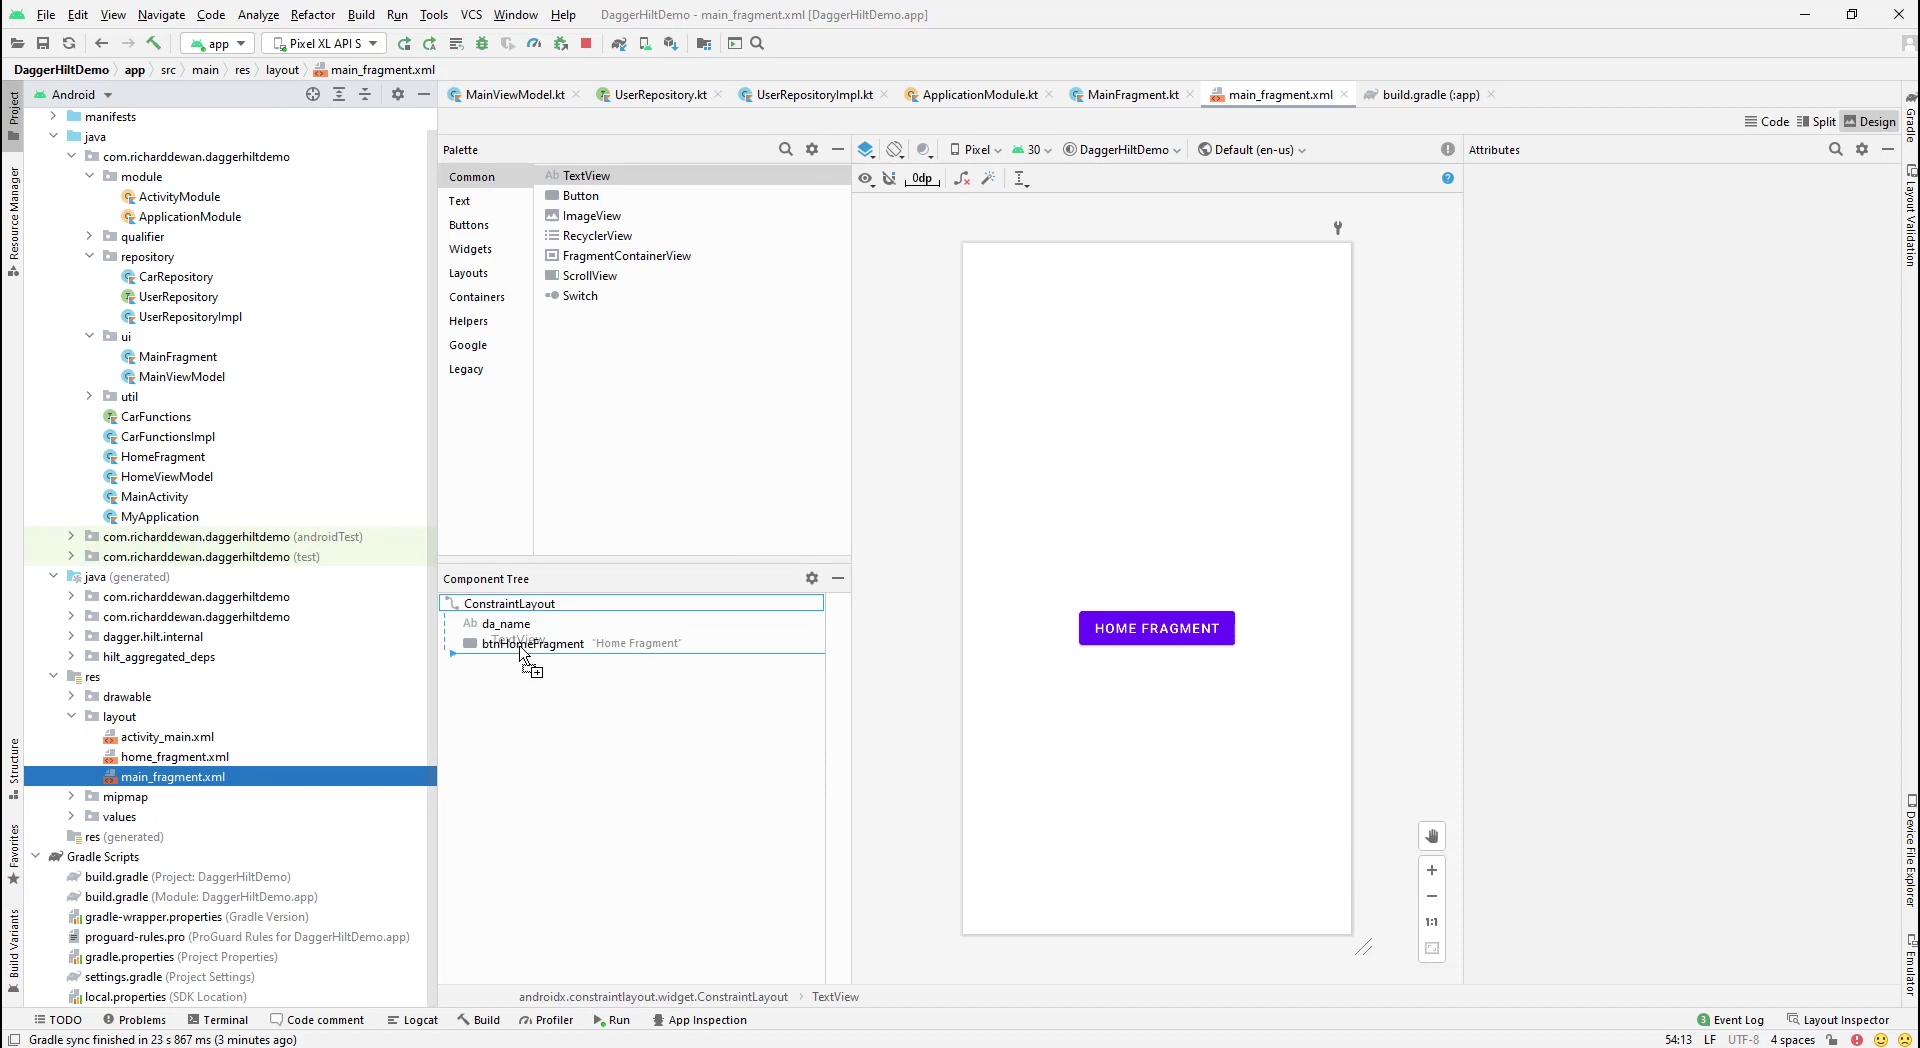 File Edit View Navigate Code Analyze Refactor Build Run Tools VCS Window Help DaggerHiltDemo - main_fragment.xml [DaggerHiltDemo.app]
app Pixel XL API S
DaggerHiltDemo app src main res layout main_fragment.xml
Android
MainViewModel.kt UserRepository.kt UserRepositoryImpl.kt ApplicationModule.kt MainFragment.kt main_fragment.xml build.gradle (:app)
Code Split Design
Project
Resource Manager
Structure
Favorites
Build Variants
manifests
java
com.richarddewan.daggerhiltdemo
module
ActivityModule
ApplicationModule
qualifier
repository
CarRepository
UserRepository
UserRepositoryImpl
ui
MainFragment
MainViewModel
util
CarFunctions
CarFunctionsImpl
HomeFragment
HomeViewModel
MainActivity
MyApplication
com.richarddewan.daggerhiltdemo (androidTest)
com.richarddewan.daggerhiltdemo (test)
java (generated)
com.richarddewan.daggerhiltdemo
com.richarddewan.daggerhiltdemo
dagger.hilt.internal
hilt_aggregated_deps
res
drawable
layout
activity_main.xml
home_fragment.xml
main_fragment.xml
mipmap
values
res (generated)
Gradle Scripts
build.gradle (Project: DaggerHiltDemo)
build.gradle (Module: DaggerHiltDemo.app)
gradle-wrapper.properties (Gradle Version)
proguard-rules.pro (ProGuard Rules for DaggerHiltDemo.app)
gradle.properties (Project Properties)
settings.gradle (Project Settings)
local.properties (SDK Location)
Palette
Common
Text
Buttons
Widgets
Layouts
Containers
Helpers
Google
Legacy
Ab TextView
Button
ImageView
RecyclerView
FragmentContainerView
ScrollView
Switch
Component Tree
ConstraintLayout
Ab da_name
TextView
btnHomeFragment "Home Fragment"
Pixel 30 DaggerHiltDemo Default (en-us)
0dp
HOME FRAGMENT
1:1
Attributes
Gradle
Layout Validation
Device File Explorer
Emulator
androidx.constraintlayout.widget.ConstraintLayout TextView
TODO Problems Terminal Code comment Logcat Build Profiler Run App Inspection 3 Event Log Layout Inspector
Gradle sync finished in 23 s 867 ms (3 minutes ago) 54:13 LF UTF-8 4 spaces